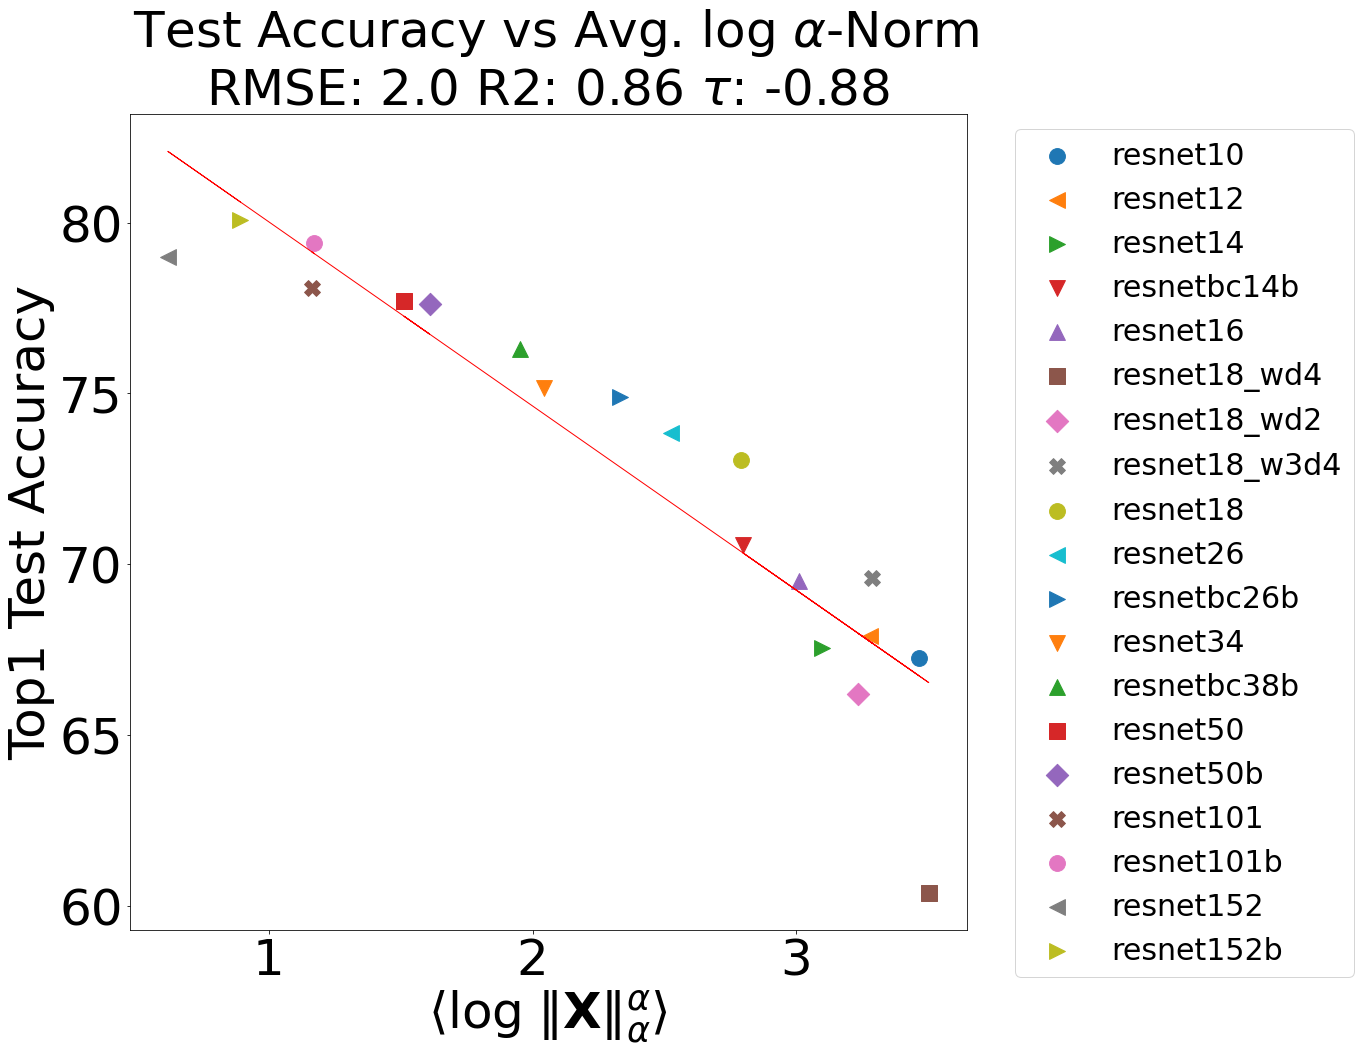 Test Accuracy vs Avg. log α-Norm
RMSE: 2.0 R2: 0.86 τ: -0.88
Top1 Test Accuracy
80
75
70
65
60
1 2 3
⟨log ‖X‖_α^α⟩
resnet10
resnet12
resnet14
resnetbc14b
resnet16
resnet18_wd4
resnet18_wd2
resnet18_w3d4
resnet18
resnet26
resnetbc26b
resnet34
resnetbc38b
resnet50
resnet50b
resnet101
resnet101b
resnet152
resnet152b